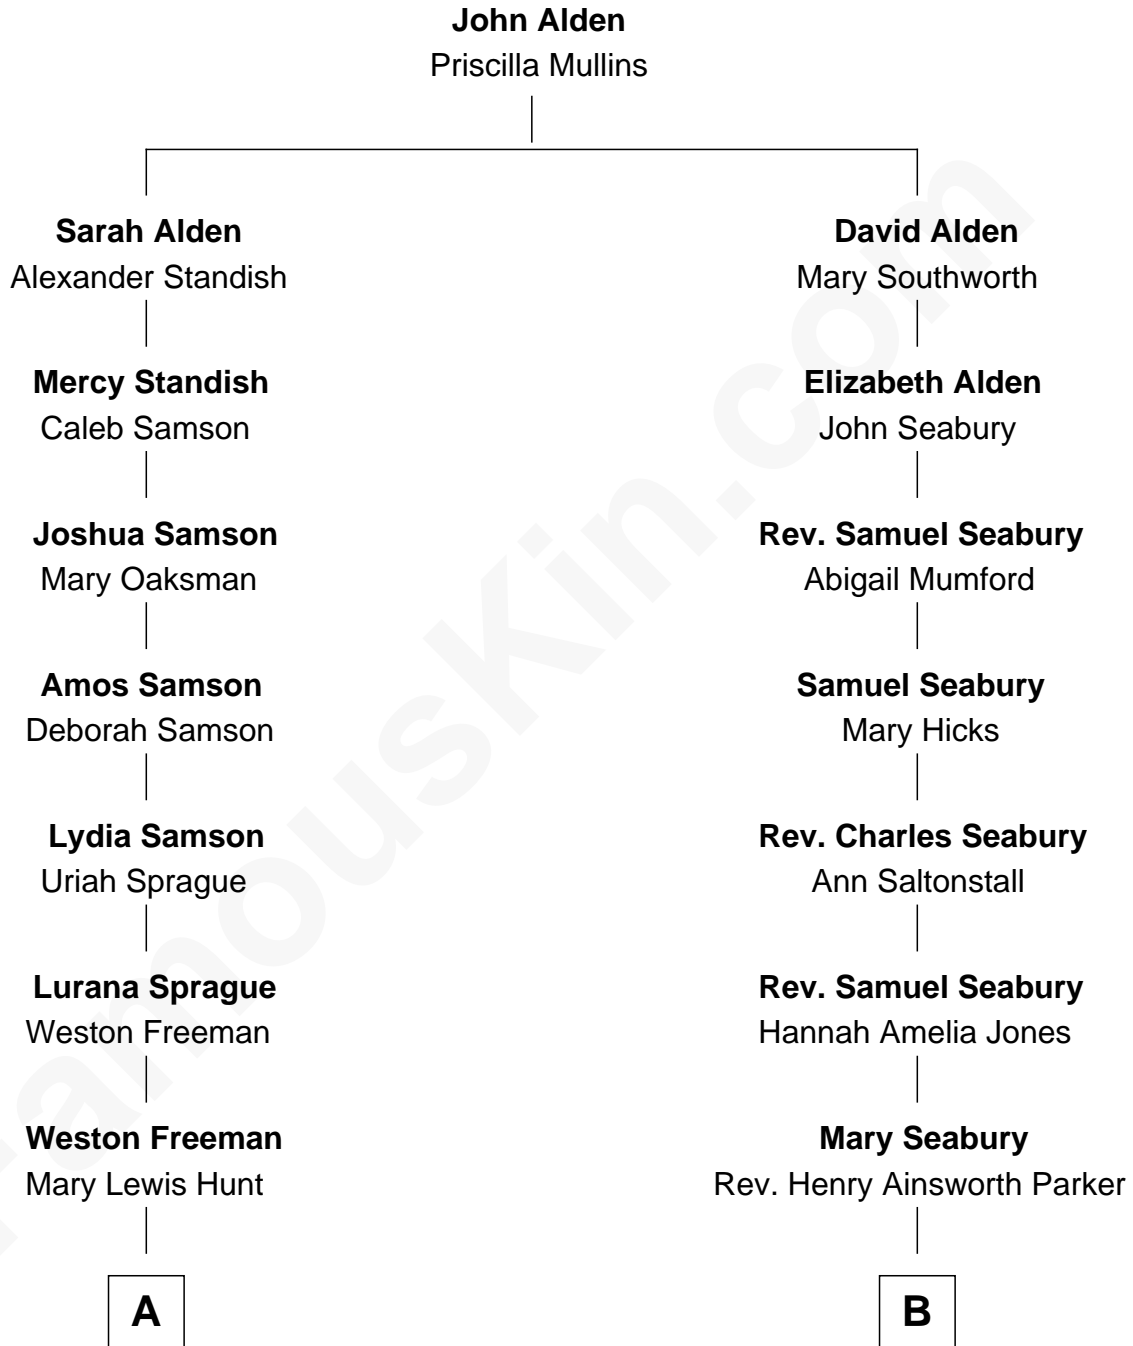 John Alden
Priscilla Mullins
Sarah Alden
Alexander Standish
David Alden
Mary Southworth
Mercy Standish
Caleb Samson
Elizabeth Alden
John Seabury
Joshua Samson
Mary Oaksman
Rev. Samuel Seabury
Abigail Mumford
Amos Samson
Deborah Samson
Samuel Seabury
Mary Hicks
Lydia Samson
Uriah Sprague
Rev. Charles Seabury
Ann Saltonstall
Lurana Sprague
Weston Freeman
Rev. Samuel Seabury
Hannah Amelia Jones
Weston Freeman
Mary Lewis Hunt
Mary Seabury
Rev. Henry Ainsworth Parker
A
B
FamousKin.com